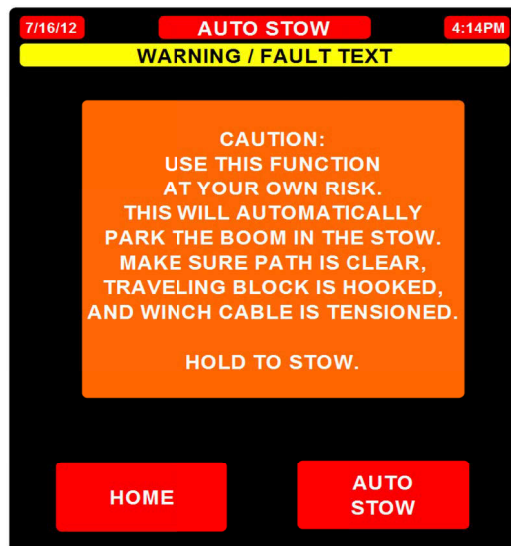 7/16/12 AUTO STOW 4:14PM
WARNING / FAULT TEXT
CAUTION:
USE THIS FUNCTION
AT YOUR OWN RISK.
THIS WILL AUTOMATICALLY
PARK THE BOOM IN THE STOW.
MAKE SURE PATH IS CLEAR,
TRAVELING BLOCK IS HOOKED,
AND WINCH CABLE IS TENSIONED.
HOLD TO STOW.
HOME
AUTO
STOW